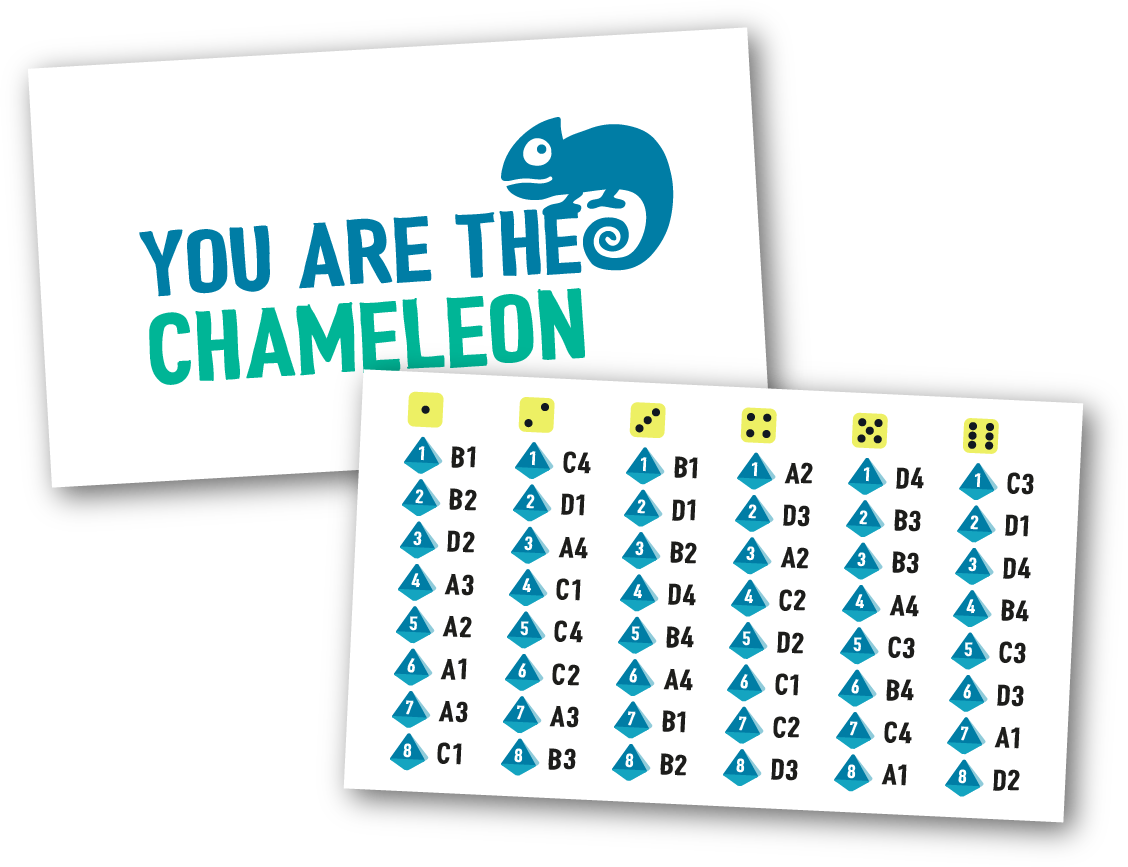 YOU ARE THE
CHAMELEON
1 B1 1 C4 1 B1 1 A2 1 D4 1 C3
2 B2 2 D1 2 D1 2 D3 2 B3 2 D1
3 D2 3 A4 3 B2 3 A2 3 B3 3 D4
4 A3 4 C1 4 D4 4 C2 4 A4 4 B4
5 A2 5 C4 5 B4 5 D2 5 C3 5 C3
6 A1 6 C2 6 A4 6 C1 6 B4 6 D3
7 A3 7 A3 7 B1 7 C2 7 C4 7 A1
8 C1 8 B3 8 B2 8 D3 8 A1 8 D2